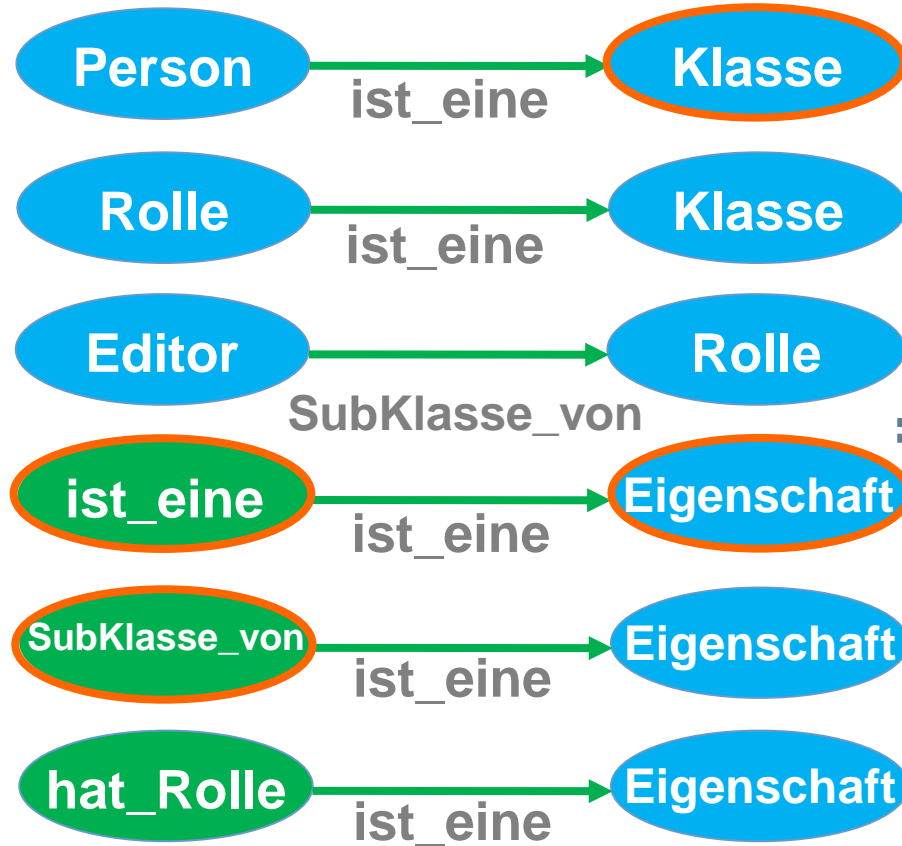 Person ist_eine Klasse
Rolle ist_eine Klasse
Editor SubKlasse_von Rolle
:
ist_eine ist_eine Eigenschaft
SubKlasse_von ist_eine Eigenschaft
hat_Rolle ist_eine Eigenschaft